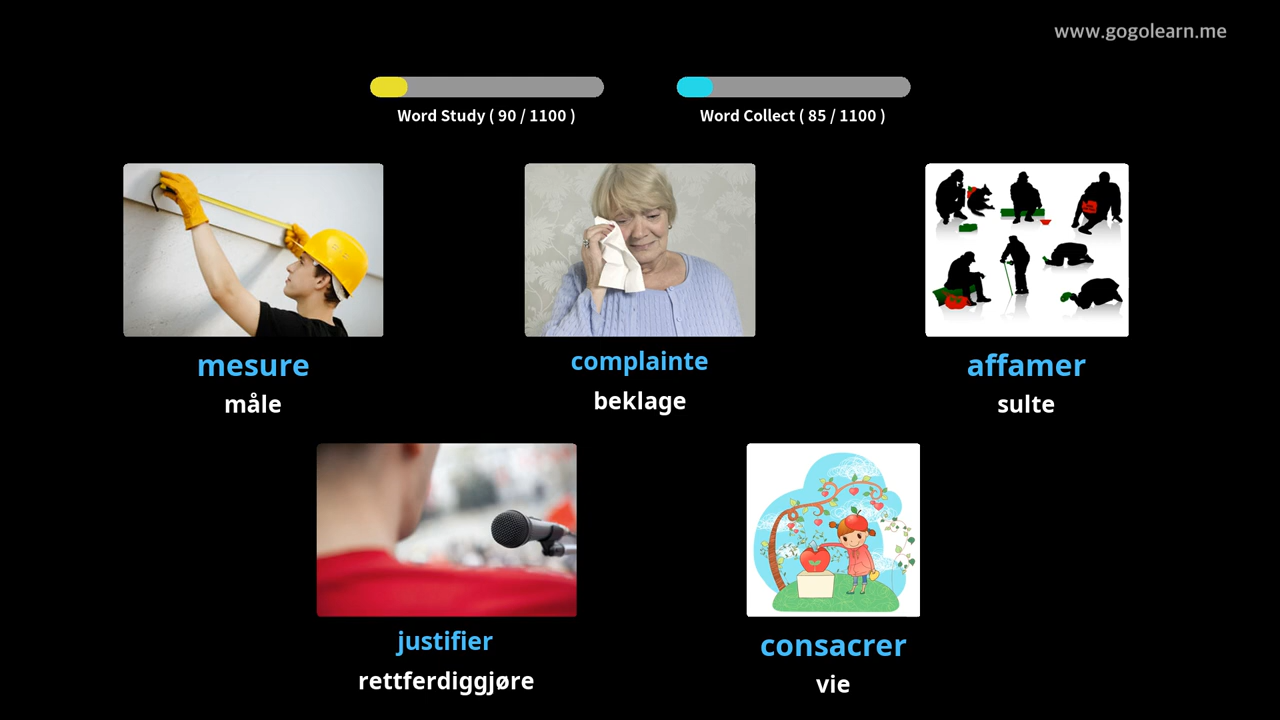 www.gogolearn.me
Word Study ( 90 / 1100 )
Word Collect ( 85 / 1100 )
mesure
måle
complainte
beklage
affamer
sulte
justifier
rettferdiggjøre
consacrer
vie